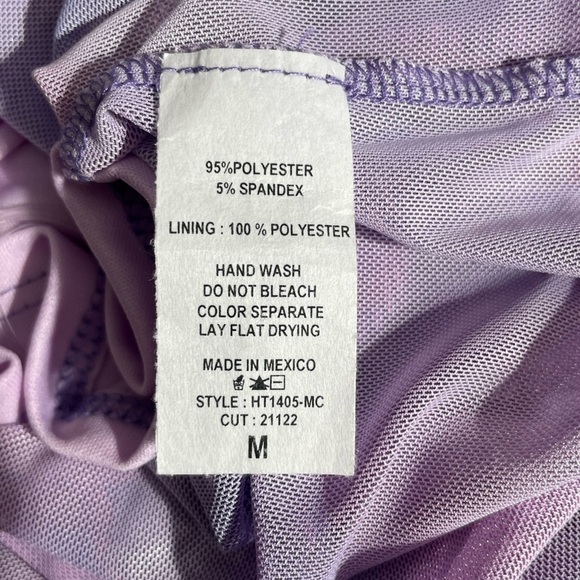 95%POLYESTER
5% SPANDEX
LINING : 100 % POLYESTER
HAND WASH
DO NOT BLEACH
COLOR SEPARATE
LAY FLAT DRYING
MADE IN MEXICO
STYLE : HT1405-MC
CUT : 21122
M